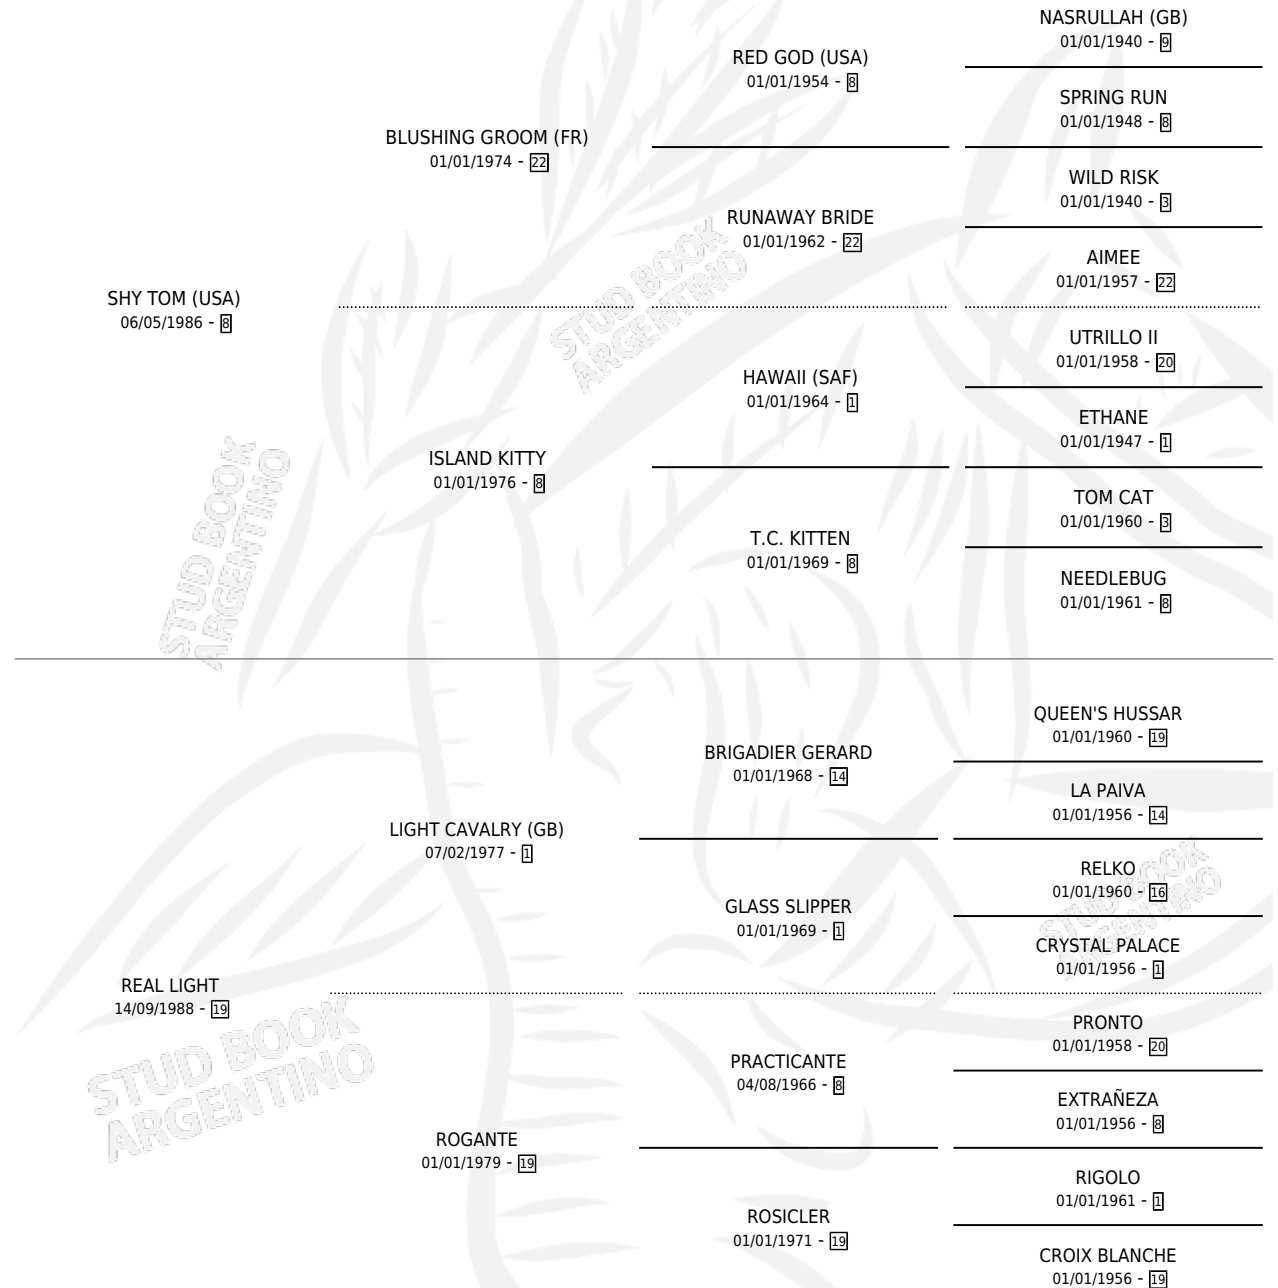 NASRULLAH (GB)
01/01/1940 - 9
RED GOD (USA)
01/01/1954 - 8
SPRING RUN
01/01/1948 - 8
BLUSHING GROOM (FR)
01/01/1974 - 22
WILD RISK
01/01/1940 - 3
RUNAWAY BRIDE
01/01/1962 - 22
AIMEE
01/01/1957 - 22
SHY TOM (USA)
06/05/1986 - 8
UTRILLO II
01/01/1958 - 20
HAWAII (SAF)
01/01/1964 - 1
ETHANE
01/01/1947 - 1
ISLAND KITTY
01/01/1976 - 8
TOM CAT
01/01/1960 - 3
T.C. KITTEN
01/01/1969 - 8
NEEDLEBUG
01/01/1961 - 8
STUD BOOK
ARGENTINO
STUD BOOK
ARGENTINO
QUEEN'S HUSSAR
01/01/1960 - 19
BRIGADIER GERARD
01/01/1968 - 14
LA PAIVA
01/01/1956 - 14
LIGHT CAVALRY (GB)
07/02/1977 - 1
RELKO
01/01/1960 - 16
GLASS SLIPPER
01/01/1969 - 1
CRYSTAL PALACE
01/01/1956 - 1
REAL LIGHT
14/09/1988 - 19
PRONTO
01/01/1958 - 20
PRACTICANTE
04/08/1966 - 8
EXTRAÑEZA
01/01/1956 - 8
ROGANTE
01/01/1979 - 19
RIGOLO
01/01/1961 - 1
ROSICLER
01/01/1971 - 19
CROIX BLANCHE
01/01/1956 - 19
STUD BOOK
ARGENTINO
STUD BOOK
ARGENTINO